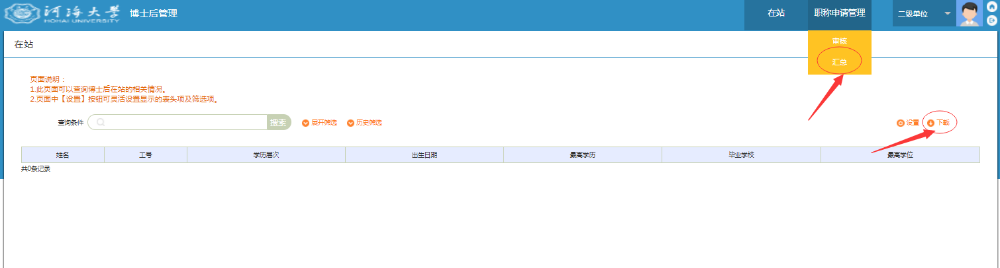 河海大学
HOHAI UNIVERSITY
博士后管理
在站
职称申请管理
二级单位
审核
汇总
在站
页面说明：
1.此页面可以查询博士后在站的相关情况。
2.页面中【设置】按钮可灵活设置显示的表头项及筛选项。
查询条件
搜索
展开筛选
历史筛选
设置
下载
姓名 工号 学历层次 出生日期 最高学历 毕业学校 最高学位
共0条记录